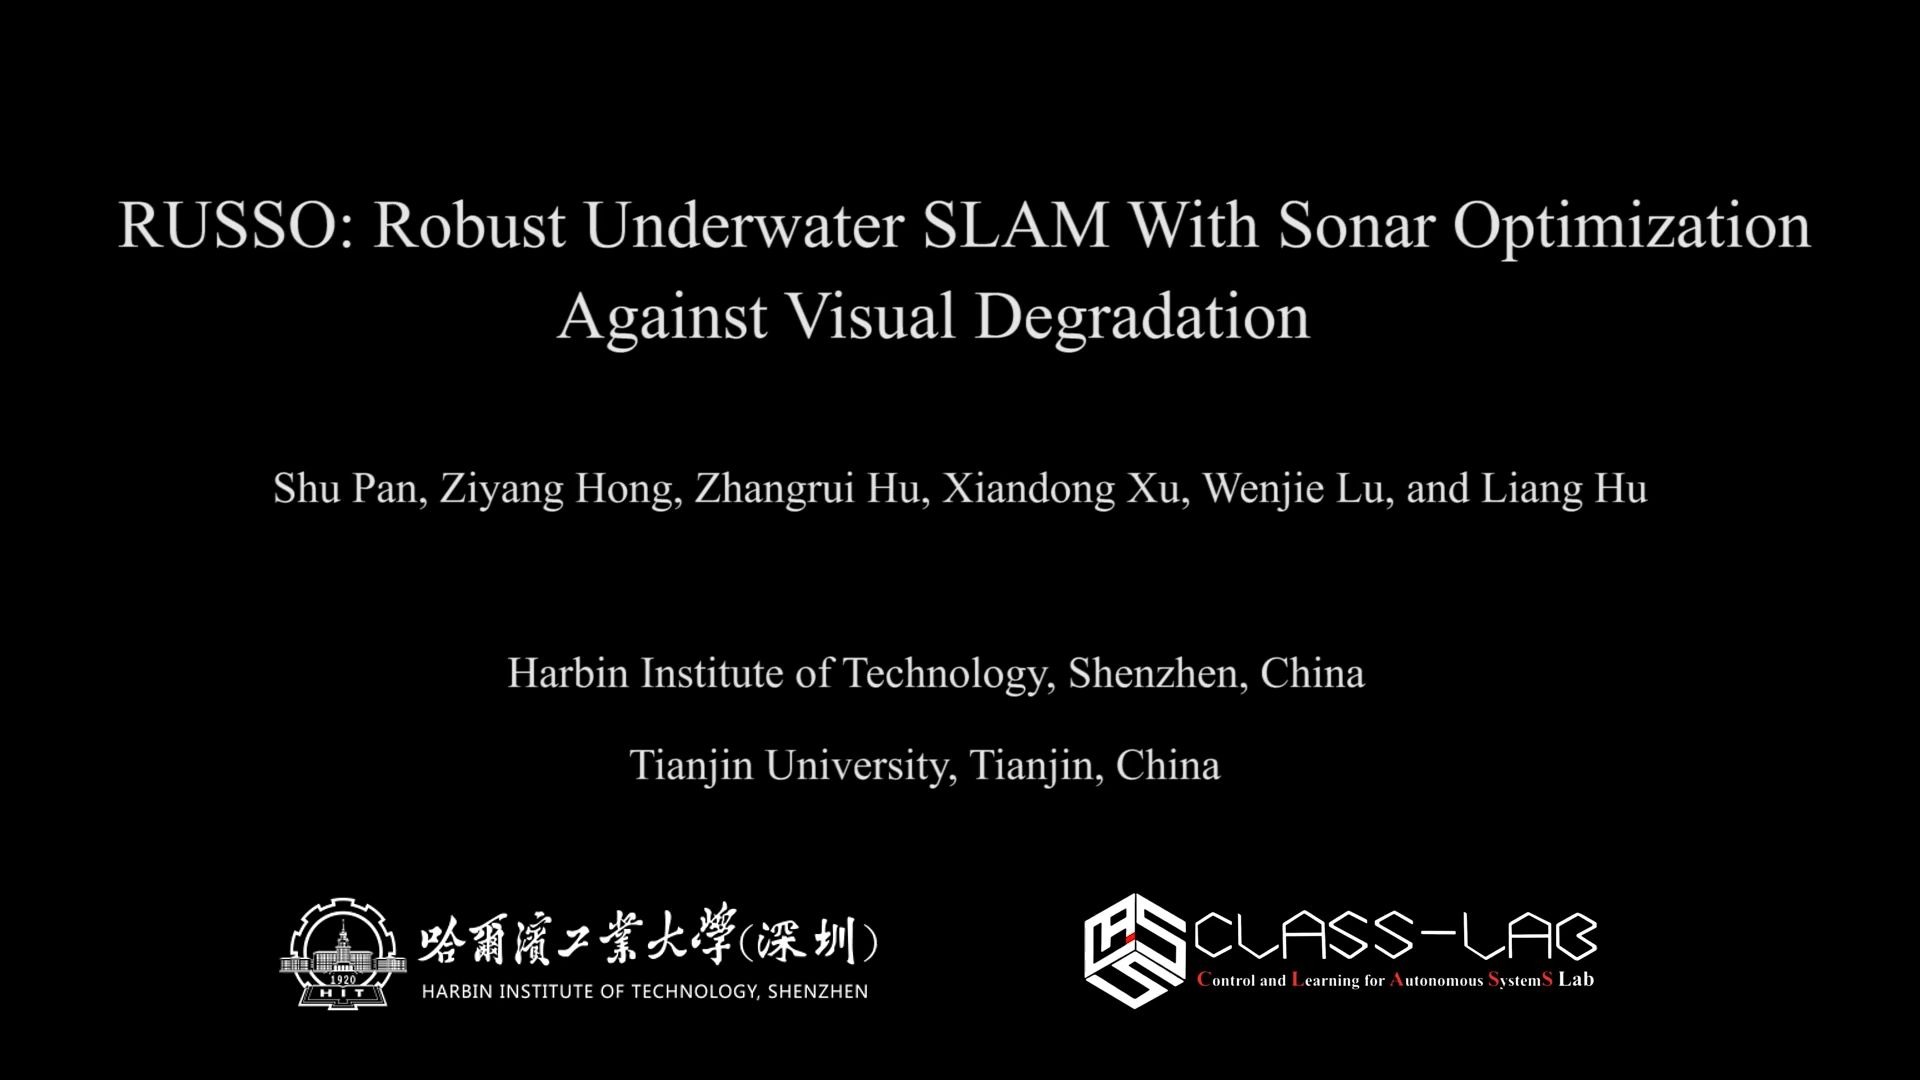 RUSSO: Robust Underwater SLAM With Sonar Optimization
Against Visual Degradation
Shu Pan, Ziyang Hong, Zhangrui Hu, Xiandong Xu, Wenjie Lu, and Liang Hu
Harbin Institute of Technology, Shenzhen, China
Tianjin University, Tianjin, China
1920
HIT
哈爾濱工業大學(深圳)
HARBIN INSTITUTE OF TECHNOLOGY, SHENZHEN
CLASS-LAB
Control and Learning for Autonomous SystemS Lab